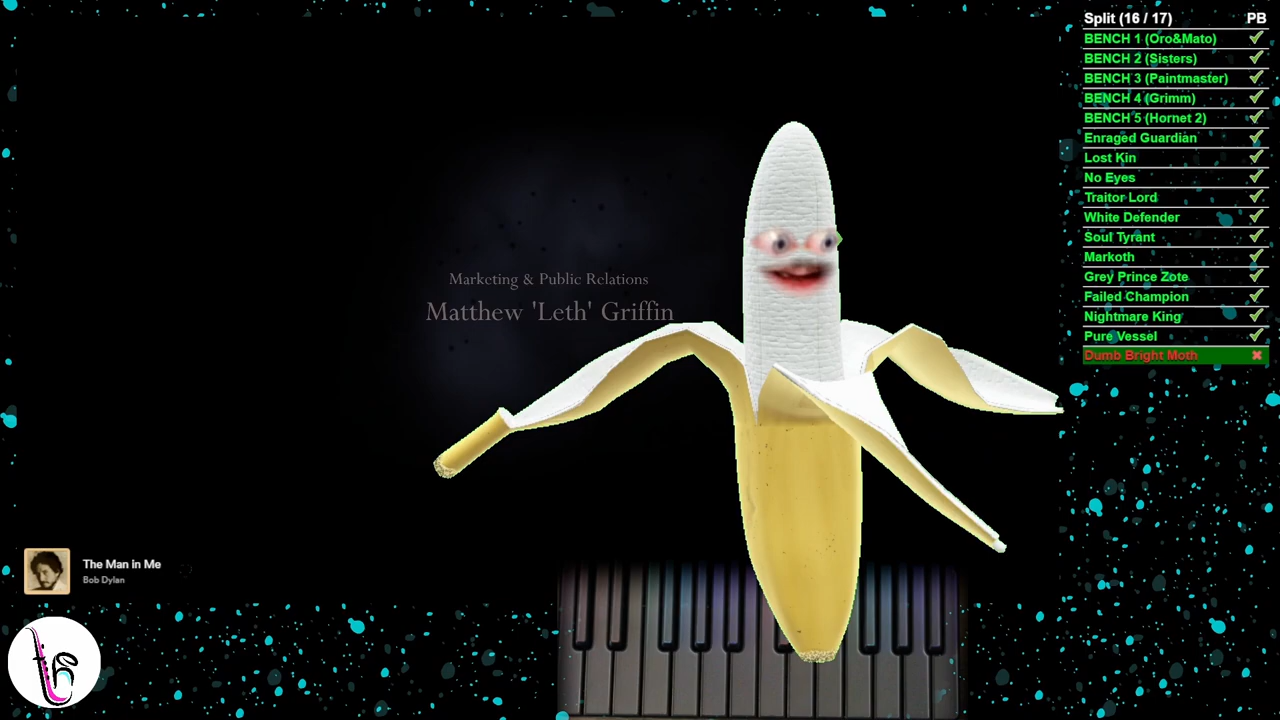 Split (16 / 17) PB
BENCH 1 (Oro&Mato)
BENCH 2 (Sisters)
BENCH 3 (Paintmaster)
BENCH 4 (Grimm)
BENCH 5 (Hornet 2)
Enraged Guardian
Lost Kin
No Eyes
Traitor Lord
White Defender
Soul Tyrant
Markoth
Grey Prince Zote
Failed Champion
Nightmare King
Pure Vessel
Dumb Bright Moth
Marketing & Public Relations
Matthew 'Leth' Griffin
The Man in Me
Bob Dylan